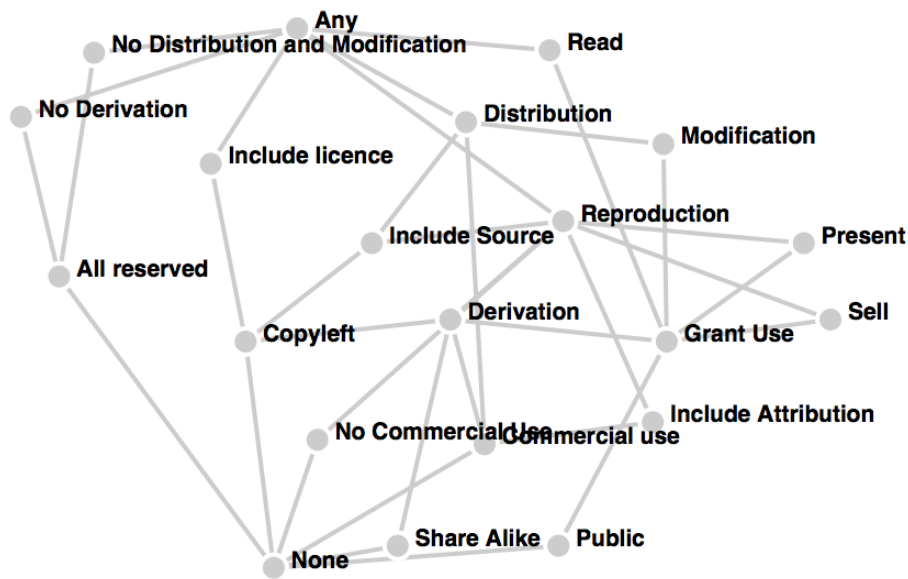 Any
No Distribution and Modification
Read
No Derivation
Distribution
Modification
Include licence
Reproduction
Include Source
Present
All reserved
Derivation
Sell
Copyleft
Grant Use
Include Attribution
No Commercial Use
Commercial use
Share Alike
Public
None